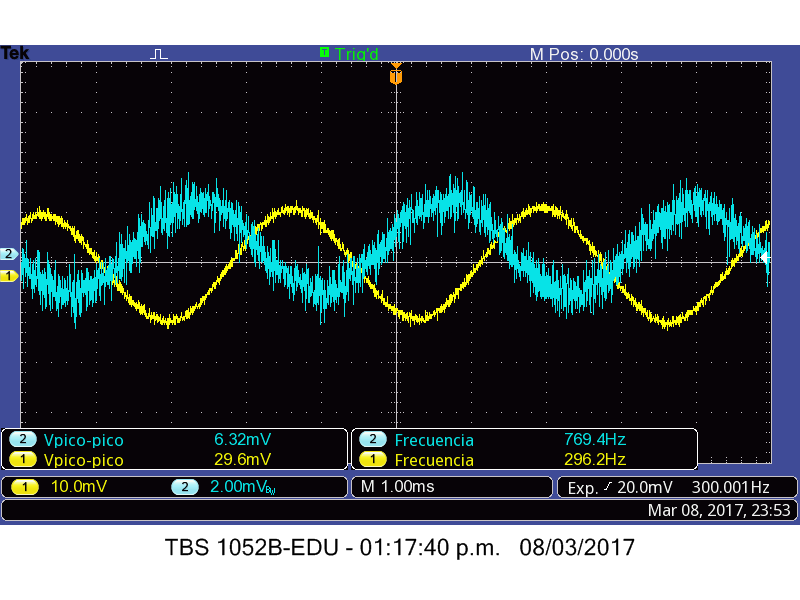 Tek T Trig'd M Pos: 0.000s
T
2
1
2 Vpico-pico 6.32mV 2 Frecuencia 769.4Hz
1 Vpico-pico 29.6mV 1 Frecuencia 296.2Hz
1 10.0mV 2 2.00mVBW M 1.00ms Exp. 20.0mV 300.001Hz
Mar 08, 2017, 23:53
TBS 1052B-EDU - 01:17:40 p.m. 08/03/2017